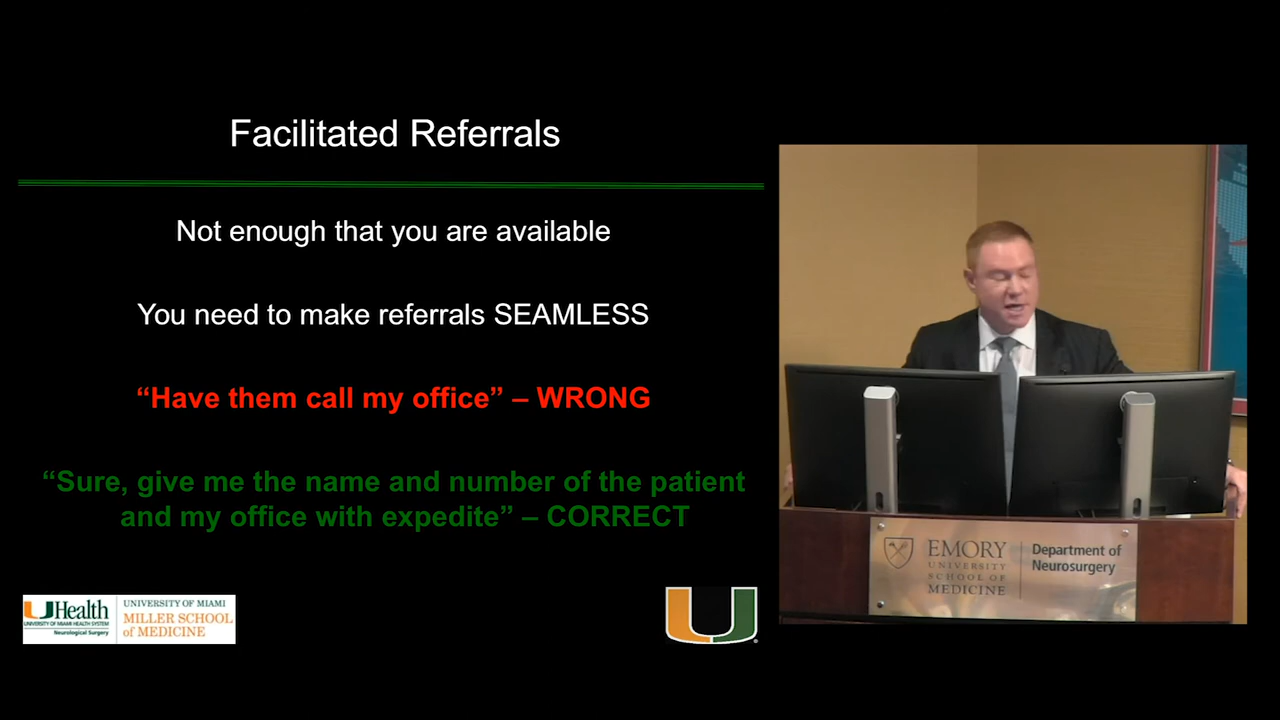 Facilitated Referrals
Not enough that you are available
You need to make referrals SEAMLESS
“Have them call my office” – WRONG
“Sure, give me the name and number of the patient
and my office with expedite” – CORRECT
UHealth
UNIVERSITY OF MIAMI HEALTH SYSTEM
Neurological Surgery
UNIVERSITY OF MIAMI
MILLER SCHOOL
of MEDICINE
EMORY
UNIVERSITY
SCHOOL OF
MEDICINE
Department of
Neurosurgery